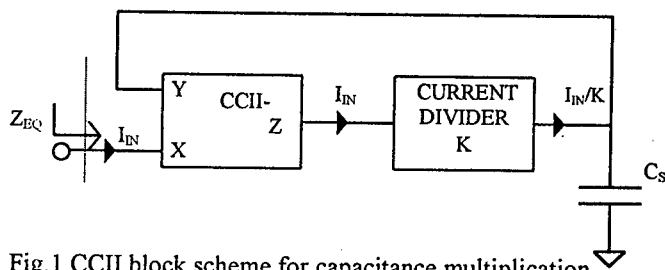 Y
CCII-
Z
X
Z_EQ
I_IN
I_IN
CURRENT
DIVIDER
K
I_IN/K
C_S
Fig.1 CCII block scheme for capacitance multiplication